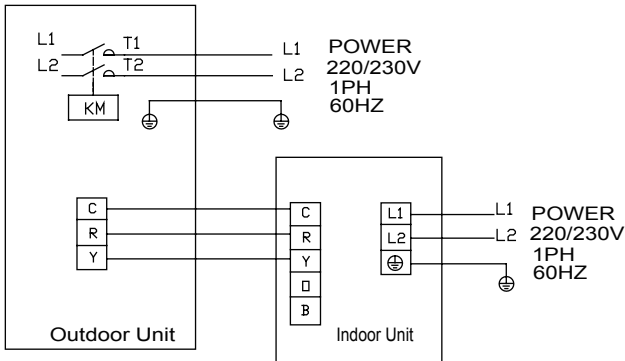 L1 T1 L1 POWER
L2 T2 L2 220/230V
1PH
KM 60HZ
C C L1 L1 POWER
R R L2 L2 220/230V
Y Y 1PH
O 60HZ
B
Outdoor Unit Indoor Unit